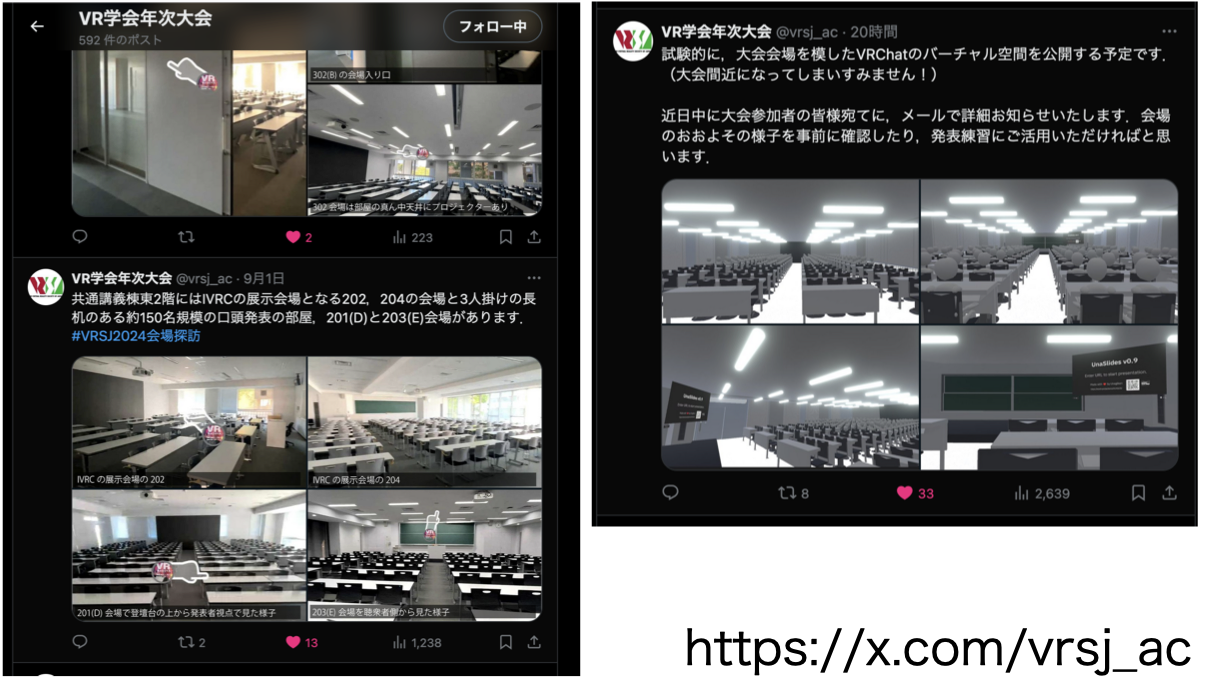 VR学会年次大会
592 件のポスト
フォロー中
VR
302(B) の会場入り口
302 会場は部屋の真ん中天井にプロジェクターあり
2
223
VR学会年次大会 @vrsj_ac · 9月1日
共通講義棟東2階にはIVRCの展示会場となる202，204の会場と3人掛けの長
机のある約150名規模の口頭発表の部屋，201(D)と203(E)会場があります．
#VRSJ2024会場探訪
VR
IVRC の展示会場の 202
IVRC の展示会場の 204
VR
201(D) 会場で登壇台の上から発表者視点で見た様子
203(E) 会場を聴衆者側から見た様子
2
13
1,238
VR学会年次大会 @vrsj_ac · 20時間
試験的に，大会会場を模したVRChatのバーチャル空間を公開する予定です．
（大会間近になってしまいすみません！）
近日中に大会参加者の皆様宛てに，メールで詳細お知らせいたします．会場
のおおよその様子を事前に確認したり，発表練習にご活用いただければと思
います．
UnaSlides v0.9
UnaSlides v0.9
Enter URL to start presentation.
8
33
2,639
https://x.com/vrsj_ac